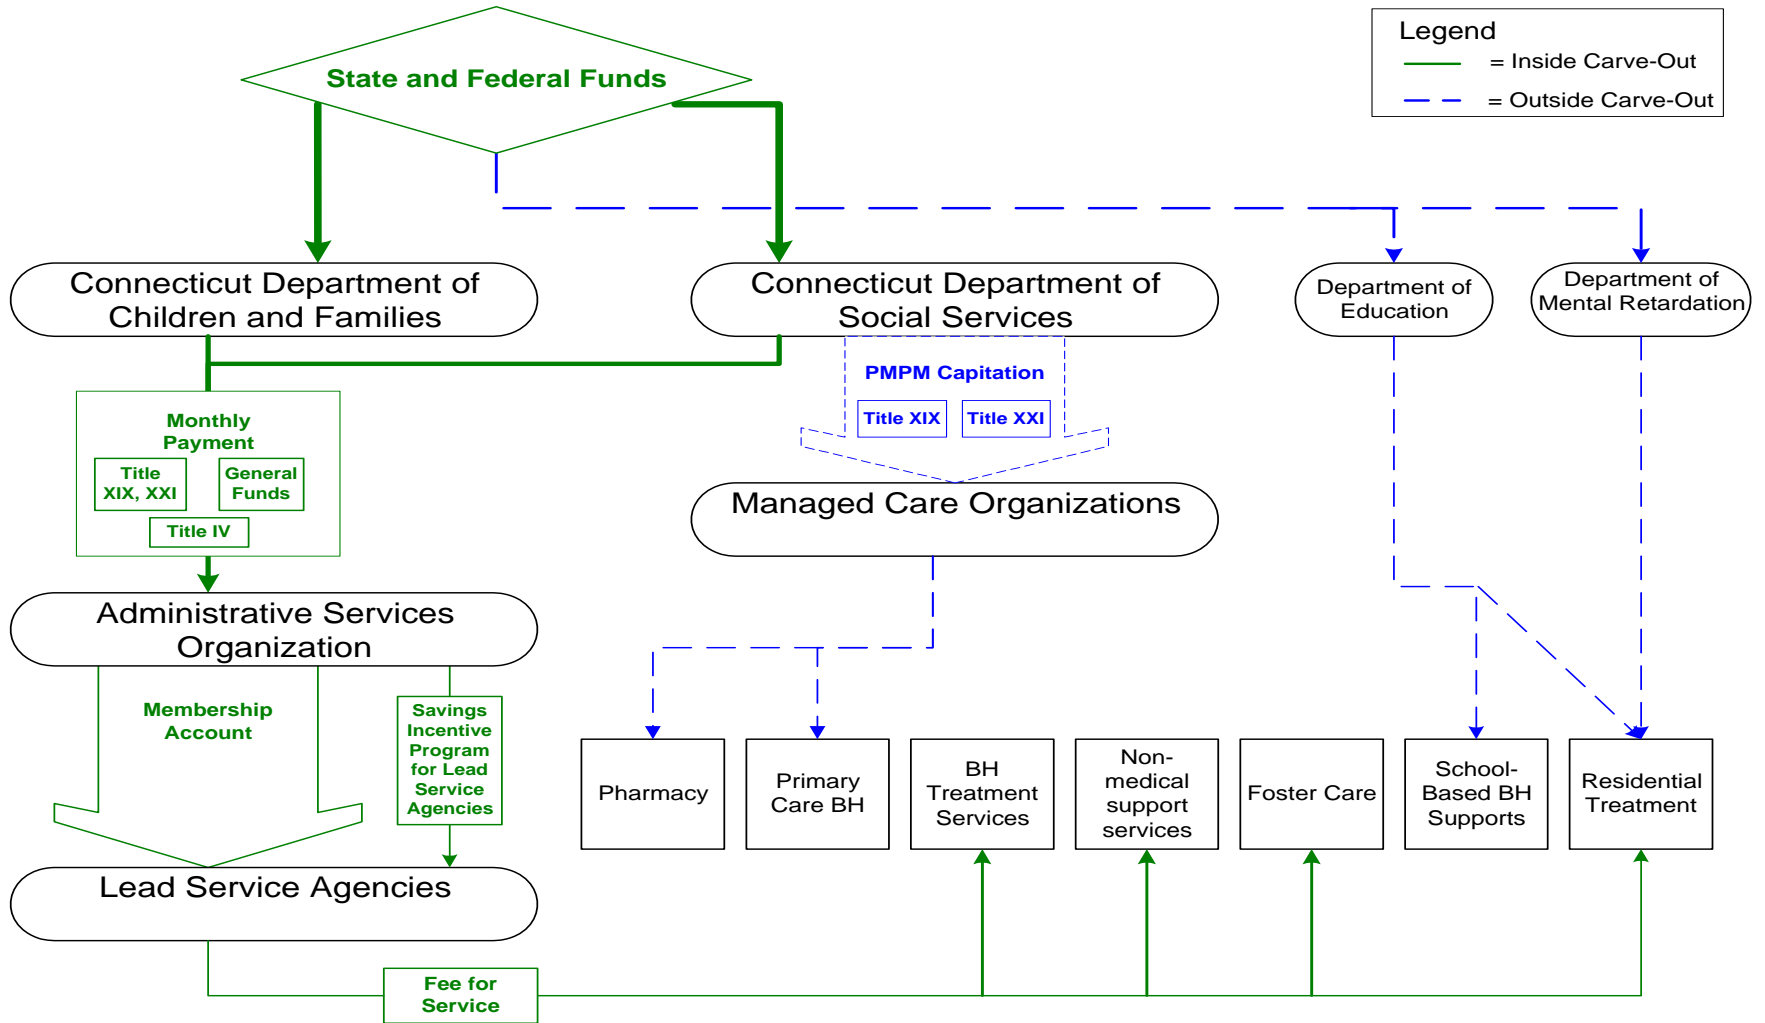 Legend
= Inside Carve-Out
= Outside Carve-Out
State and Federal Funds
Connecticut Department of
Children and Families
Connecticut Department of
Social Services
Department of
Education
Department of
Mental Retardation
Monthly
Payment
Title
XIX, XXI
General
Funds
Title IV
PMPM Capitation
Title XIX
Title XXI
Managed Care Organizations
Administrative Services
Organization
Membership
Account
Savings
Incentive
Program
for Lead
Service
Agencies
Pharmacy
Primary
Care BH
BH
Treatment
Services
Non-
medical
support
services
Foster Care
School-
Based BH
Supports
Residential
Treatment
Lead Service Agencies
Fee for
Service